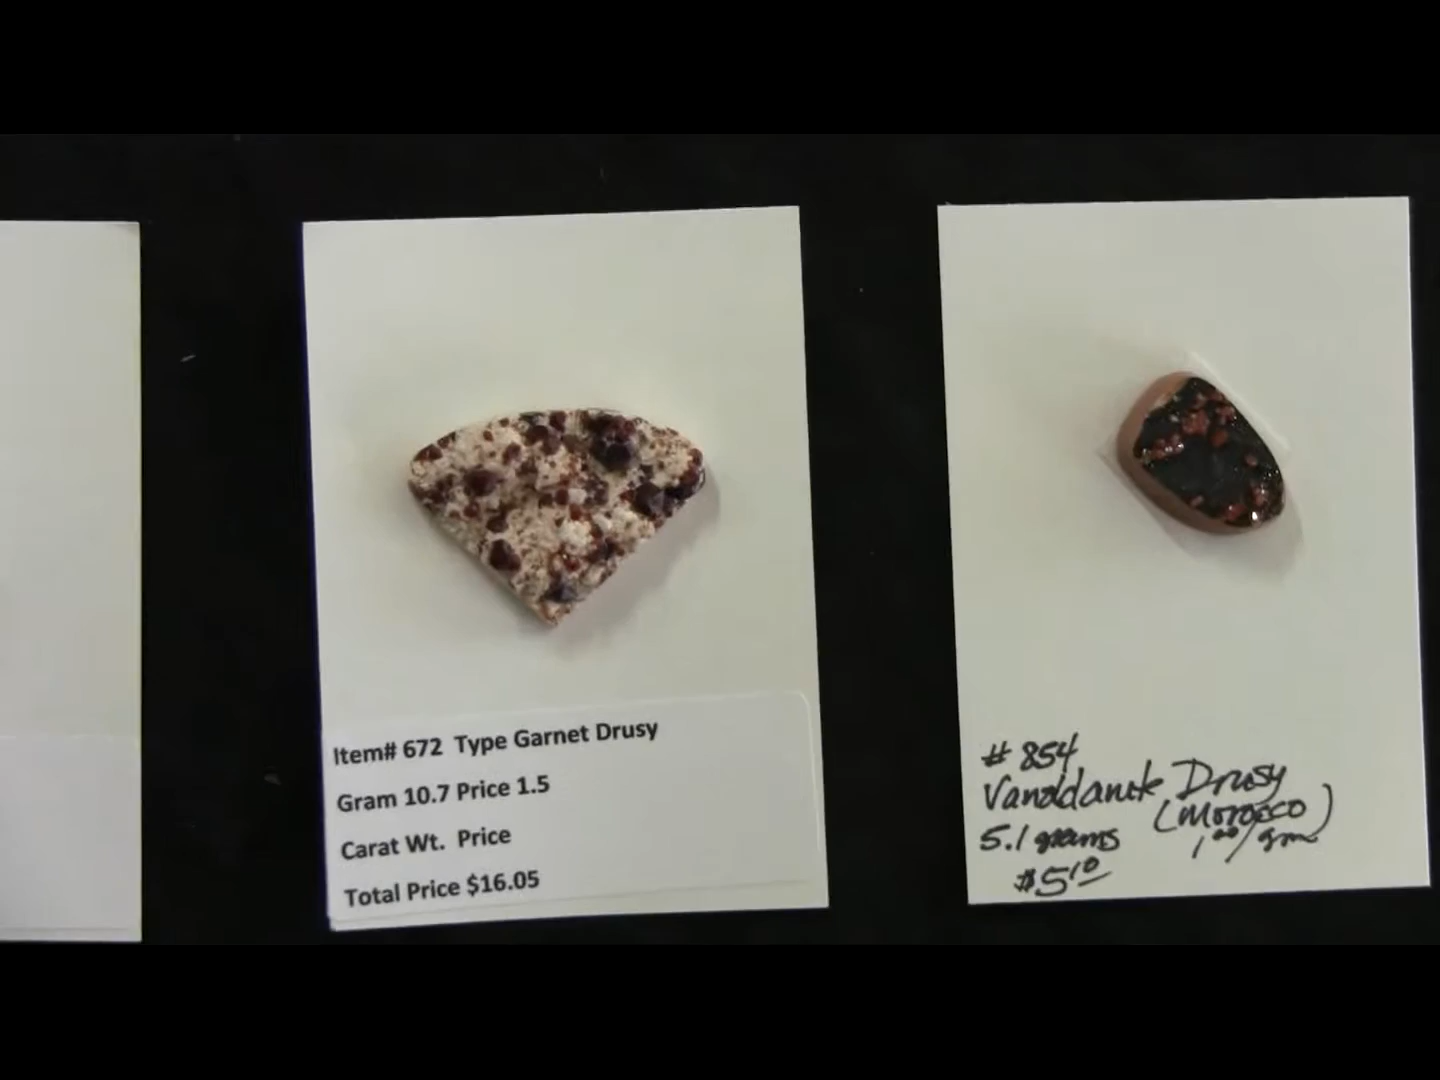 Item# 672 Type Garnet Drusy
Gram 10.7 Price 1.5
Carat Wt. Price
Total Price $16.05
# 854
Drusy
(Morocco)
5.1 grams 1.00/gm
$5.10